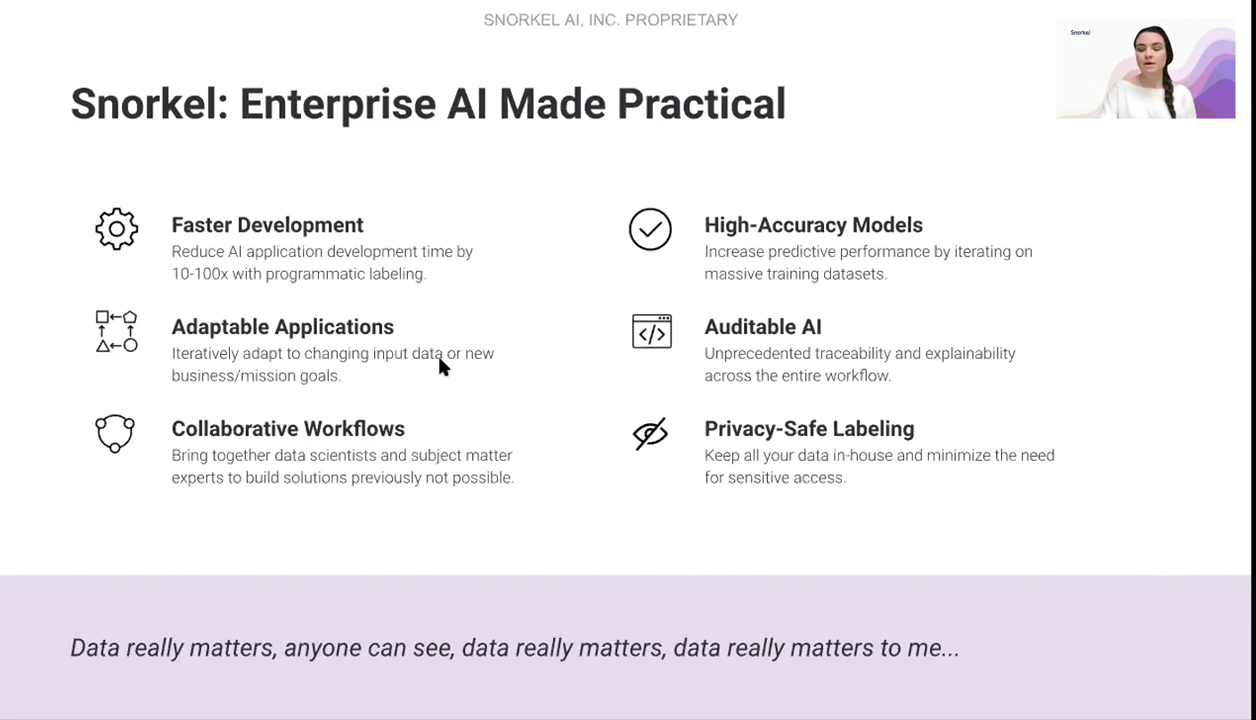 SNORKEL AI, INC. PROPRIETARY
Snorkel
Snorkel: Enterprise AI Made Practical
Faster Development
Reduce AI application development time by
10-100x with programmatic labeling.
High-Accuracy Models
Increase predictive performance by iterating on
massive training datasets.
Adaptable Applications
Iteratively adapt to changing input data or new
business/mission goals.
Auditable AI
Unprecedented traceability and explainability
across the entire workflow.
Collaborative Workflows
Bring together data scientists and subject matter
experts to build solutions previously not possible.
Privacy-Safe Labeling
Keep all your data in-house and minimize the need
for sensitive access.
Data really matters, anyone can see, data really matters, data really matters to me...